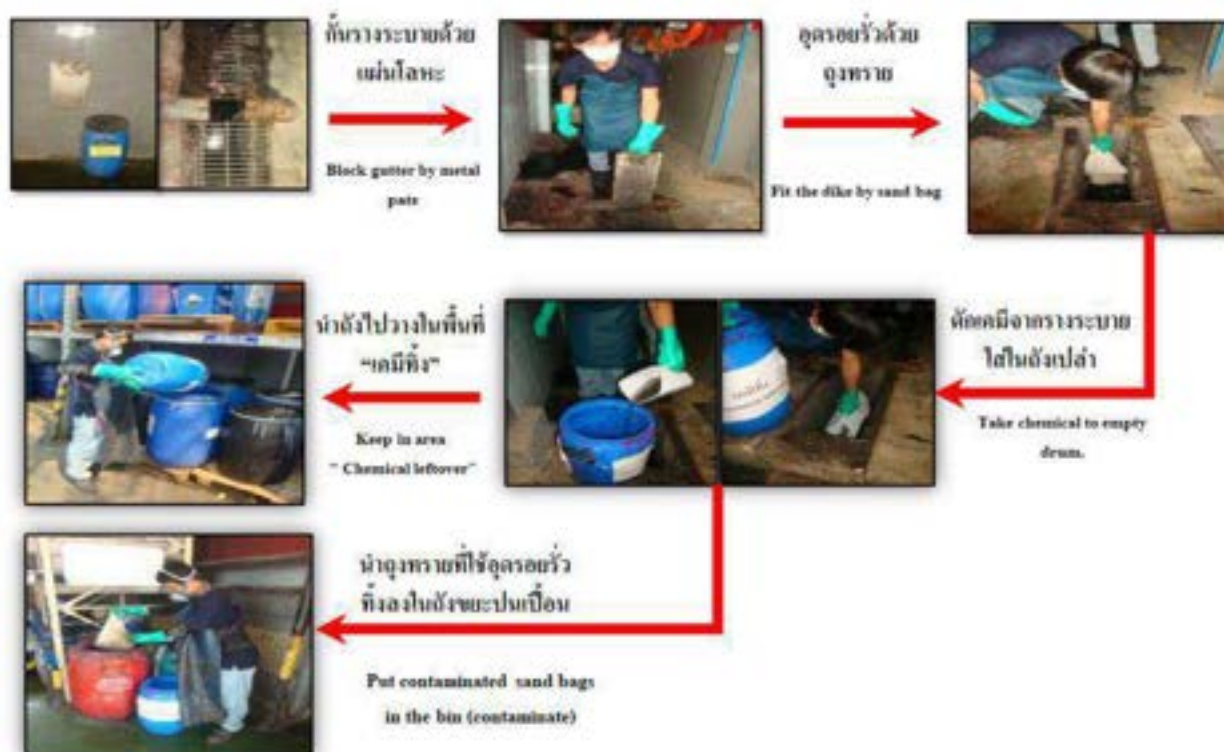 กั้นรางระบายด้วย
แผ่นโลหะ
Block gutter by metal
pate
อุดรอยรั่วด้วย
ถุงทราย
Fit the dike by sand bag
ตักเคมีจากรางระบาย
ใส่ในถังเปล่า
Take chemical to empty
drum.
นำถังไปวางในพื้นที่
“เคมีทิ้ง”
Keep in area
" Chemical leftover"
นำถุงทรายที่ใช้อุดรอยรั่ว
ทิ้งลงในถังขยะปนเปื้อน
Put contaminated sand bags
in the bin (contaminate)